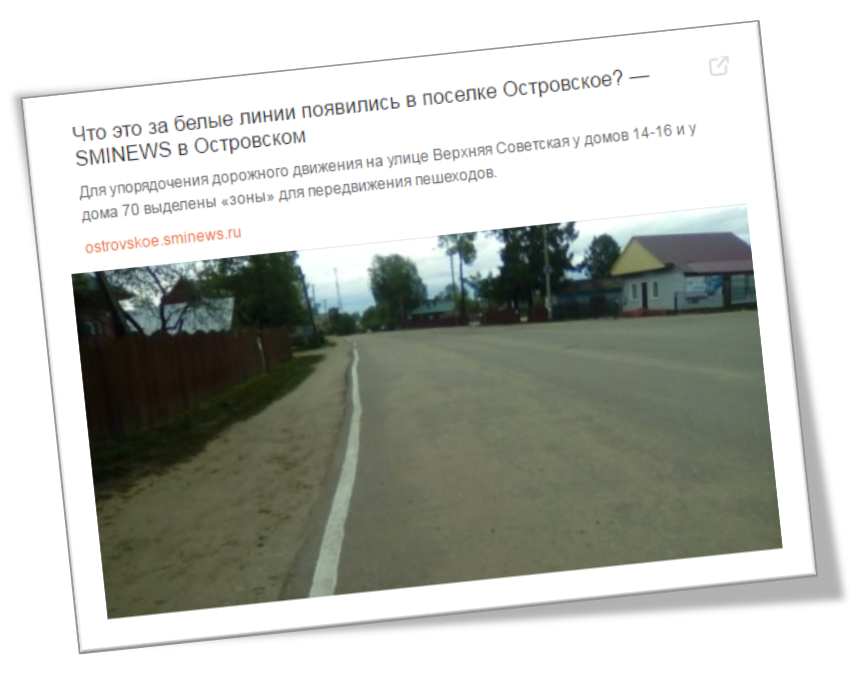 Что это за белые линии появились в поселке Островское? —
SMINEWS в Островском
Для упорядочения дорожного движения на улице Верхняя Советская у домов 14-16 и у
дома 70 выделены «зоны» для передвижения пешеходов.
ostrovskoe.sminews.ru